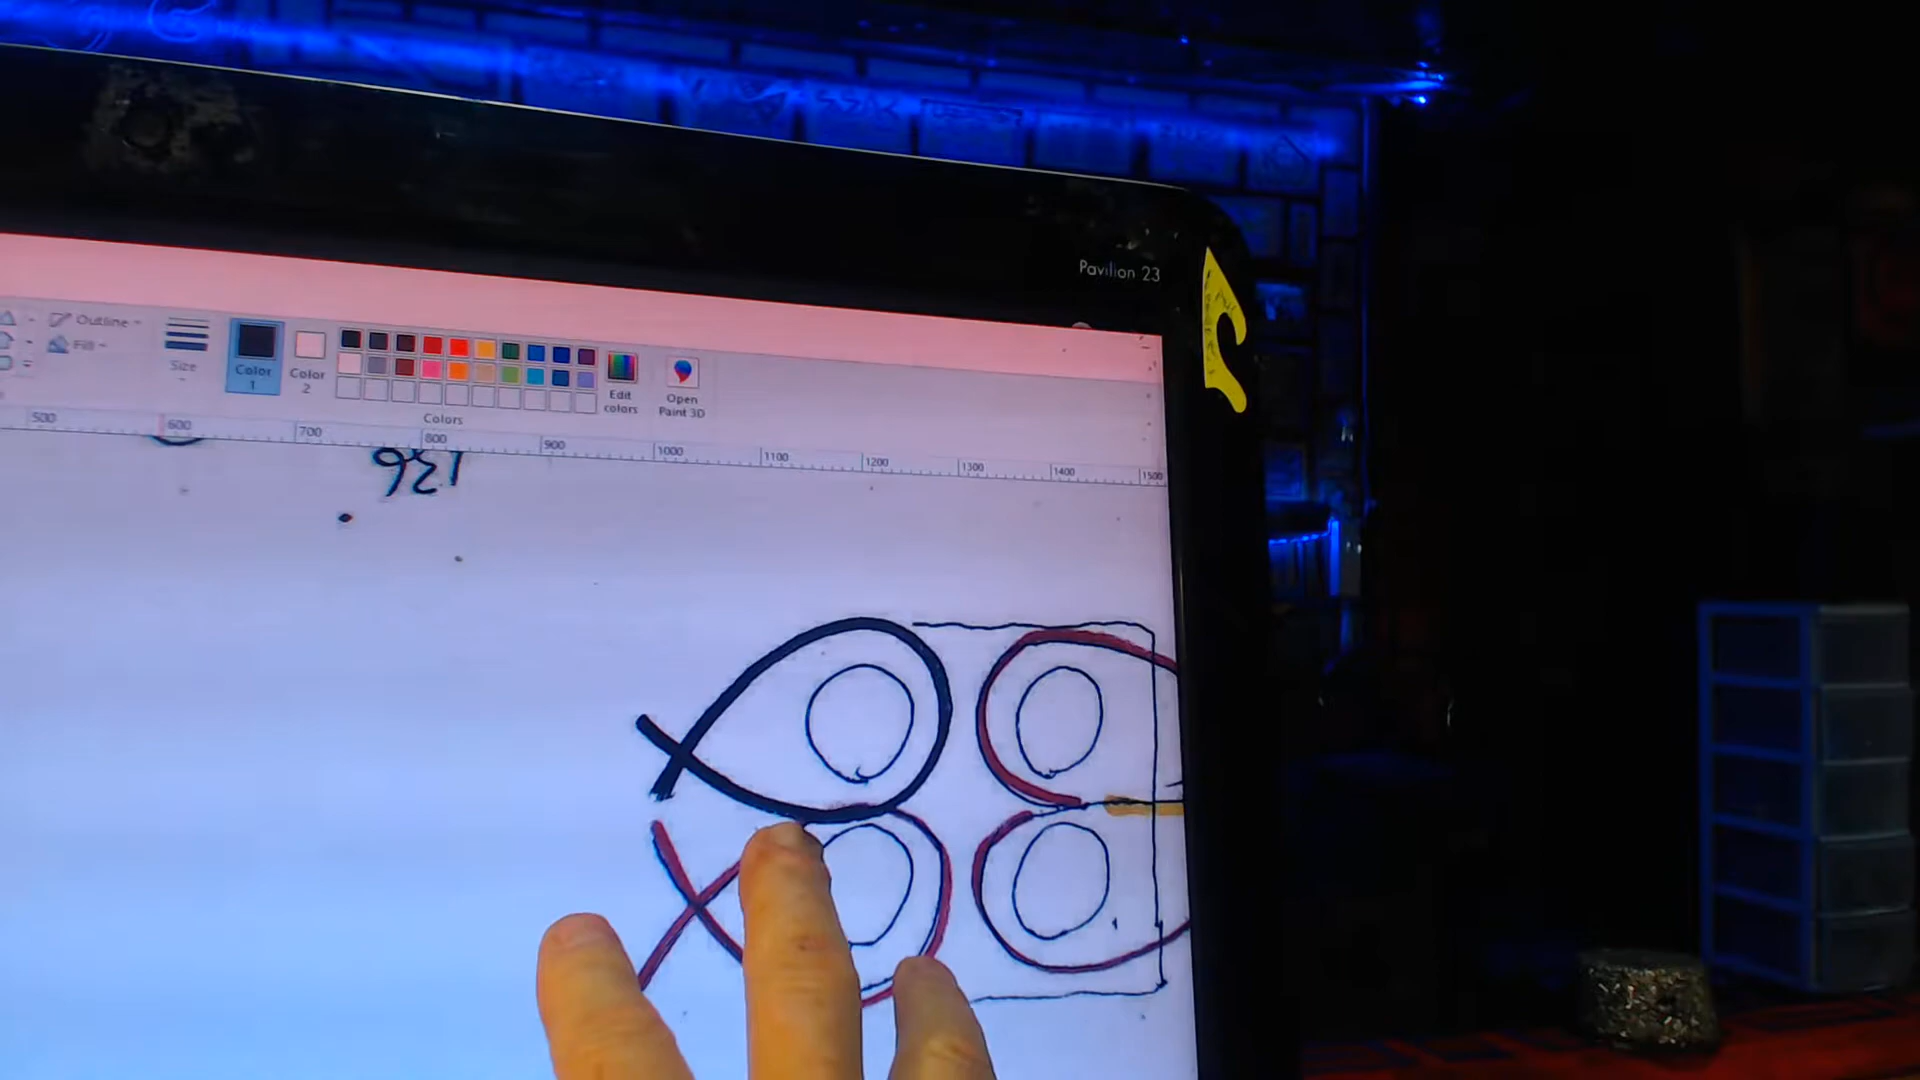 Pavilion 23
Outline
Fill
Size
Color 1
Color 2
Edit colors
Open Paint 3D
Colors
500 600 700 800 900 1000 1100 1200 1300 1400 1500